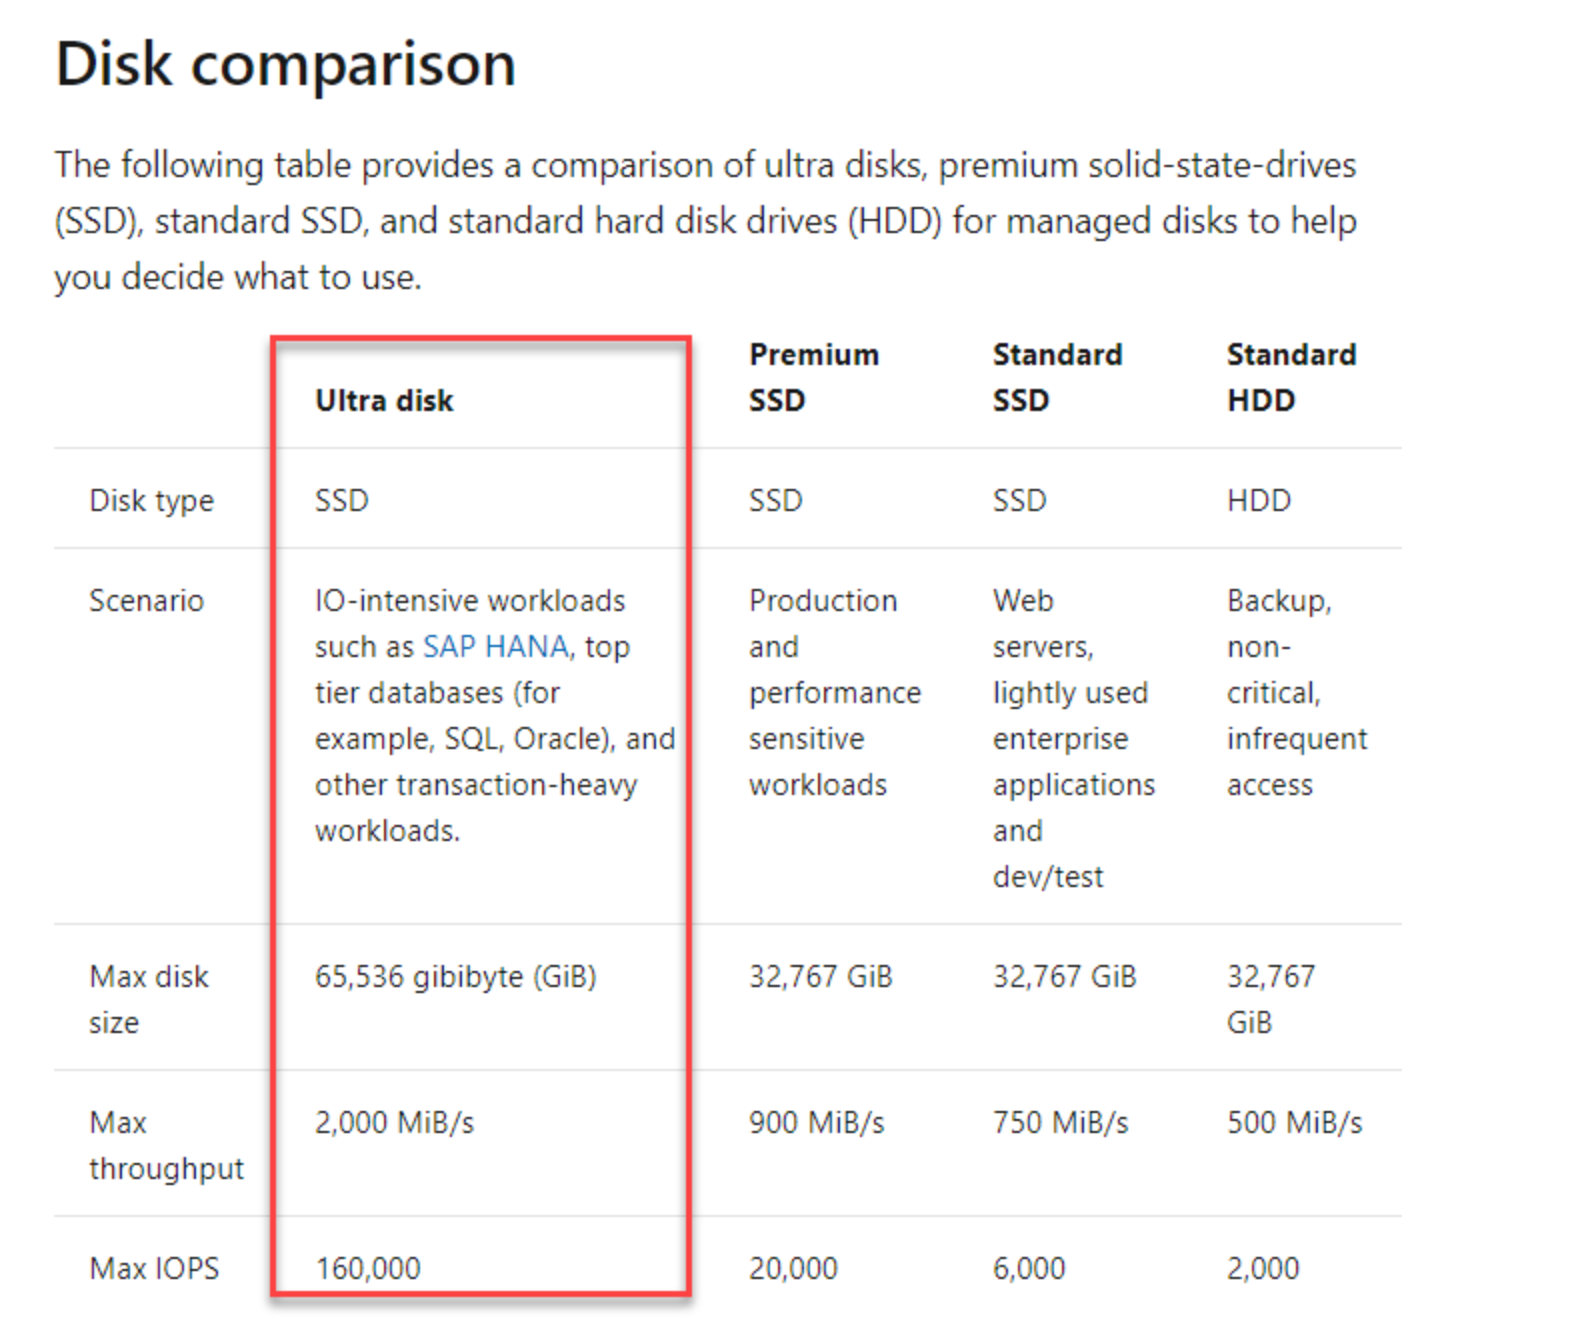 Disk comparison
The following table provides a comparison of ultra disks, premium solid-state-drives
(SSD), standard SSD, and standard hard disk drives (HDD) for managed disks to help
you decide what to use.
Ultra disk
Premium
SSD
Standard
SSD
Standard
HDD
Disk type
SSD
SSD
SSD
HDD
Scenario
IO-intensive workloads
such as SAP HANA, top
tier databases (for
example, SQL, Oracle), and
other transaction-heavy
workloads.
Production
and
performance
sensitive
workloads
Web
servers,
lightly used
enterprise
applications
and
dev/test
Backup,
non-
critical,
infrequent
access
Max disk
size
65,536 gibibyte (GiB)
32,767 GiB
32,767 GiB
32,767
GiB
Max
throughput
2,000 MiB/s
900 MiB/s
750 MiB/s
500 MiB/s
Max IOPS
160,000
20,000
6,000
2,000